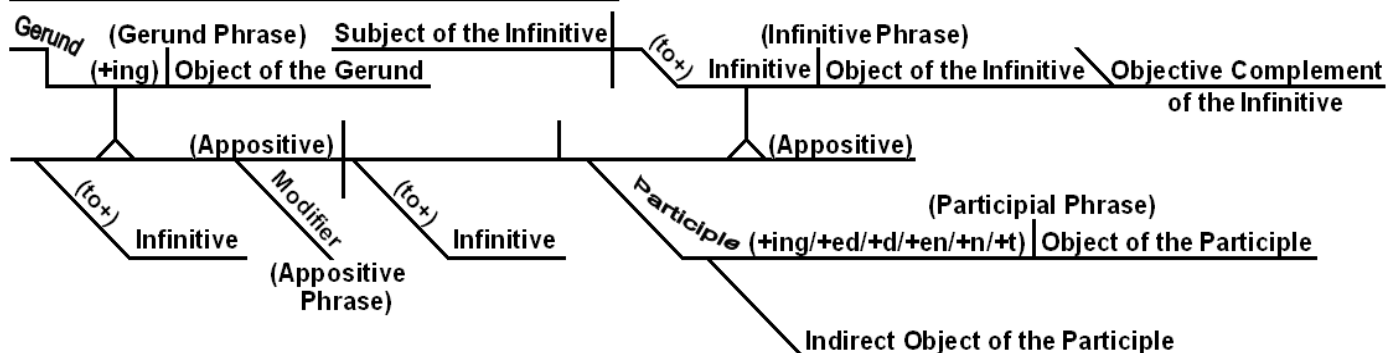 Gerund (Gerund Phrase) Subject of the Infinitive (to+) (Infinitive Phrase)
(+ing) Object of the Gerund Infinitive Object of the Infinitive Objective Complement
of the Infinitive
(Appositive) (Appositive)
(to+) Modifier (to+) Participle (Participial Phrase)
Infinitive Infinitive (+ing/+ed/+d/+en/+n/+t) Object of the Participle
(Appositive
Phrase)
Indirect Object of the Participle